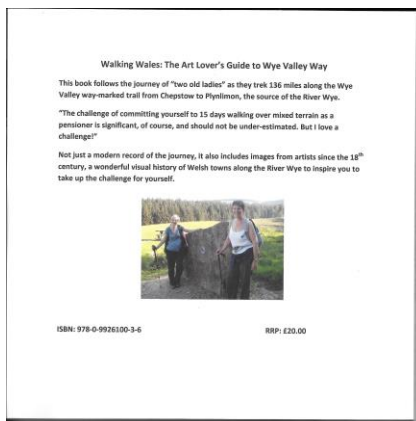 Walking Wales: The Art Lover's Guide to Wye Valley Way
This book follows the journey of "two old ladies" as they trek 136 miles along the Wye
Valley way-marked trail from Chepstow to Plynlimon, the source of the River Wye.
"The challenge of committing yourself to 15 days walking over mixed terrain as a
pensioner is significant, of course, and should not be under-estimated. But I love a
challenge!"
Not just a modern record of the journey, it also includes images from artists since the 18th
century, a wonderful visual history of Welsh towns along the River Wye to inspire you to
take up the challenge for yourself.
ISBN: 978-0-9926100-3-6 RRP: £20.00